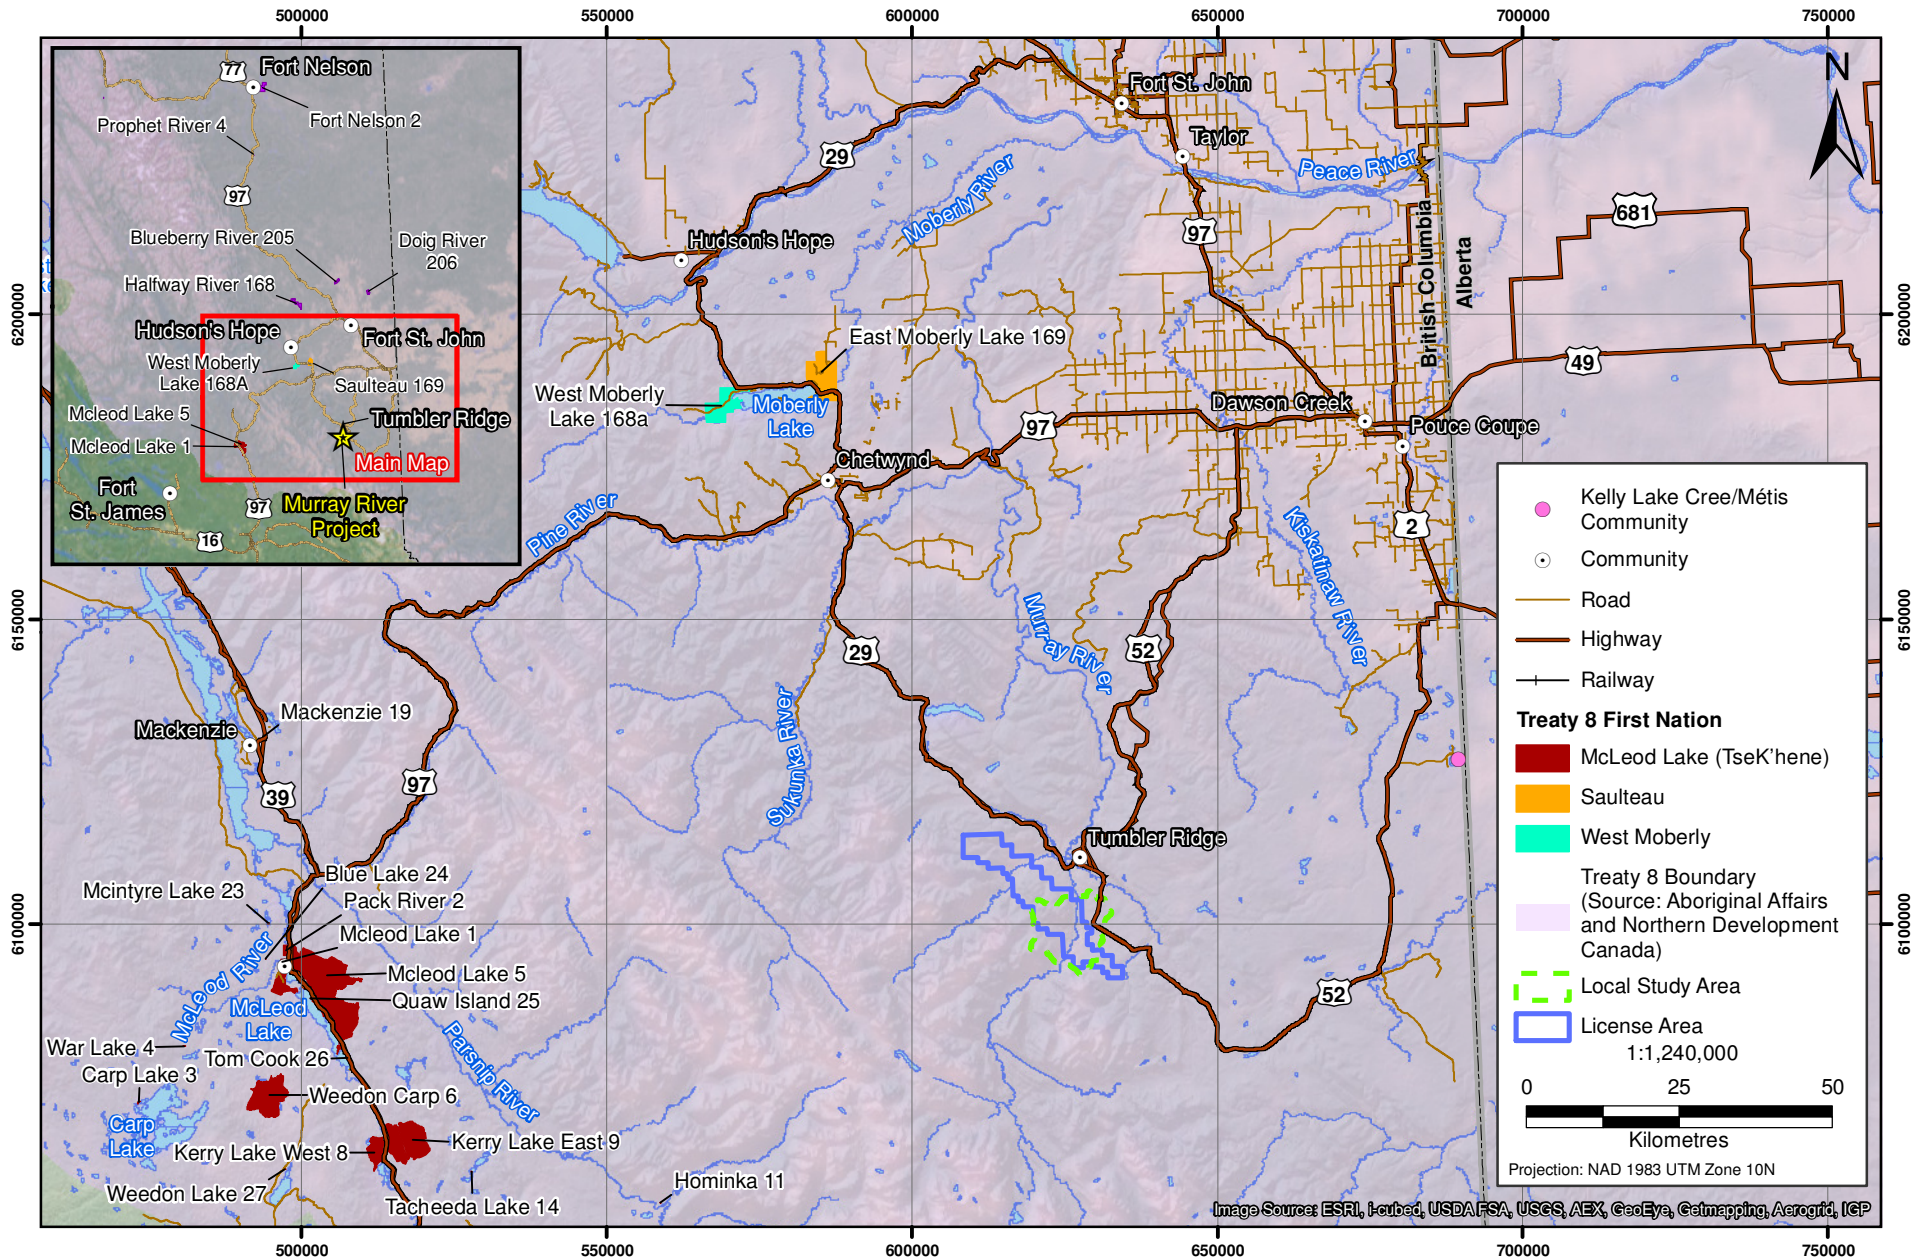 500000
550000
600000
650000
700000
750000
6200000
6150000
6100000
6200000
6150000
6100000
500000
550000
600000
650000
700000
750000
77
Fort Nelson
Fort Nelson 2
Prophet River 4
97
Blueberry River 205
Doig River
206
Halfway River 168
Hudson's Hope
Fort St. John
West Moberly
Lake 168A
Saulteau 169
Mcleod Lake 5
Tumbler Ridge
Mcleod Lake 1
Main Map
Fort
St. James
97
Murray River
Project
16
N
Fort St. John
Taylor
29
Peace River
Moberly River
97
681
Hudson's Hope
British Columbia
Alberta
East Moberly Lake 169
49
West Moberly
Lake 168a
Moberly
Lake
Dawson Creek
97
Pouce Coupe
Chetwynd
Pine River
2
Kiskatinaw River
Murray River
29
52
Sukunka River
Mackenzie 19
Mackenzie
39
97
Tumbler Ridge
Blue Lake 24
Mcintyre Lake 23
Pack River 2
Mcleod Lake 1
McLeod River
Mcleod Lake 5
Quaw Island 25
McLeod
Lake
52
War Lake 4
Tom Cook 26
Parsnip River
Carp Lake 3
Weedon Carp 6
Carp
Lake
Kerry Lake East 9
Kerry Lake West 8
Hominka 11
Weedon Lake 27
Tacheeda Lake 14
Kelly Lake Cree/Métis
Community
Community
Road
Highway
Railway
Treaty 8 First Nation
McLeod Lake (TseK'hene)
Saulteau
West Moberly
Treaty 8 Boundary
(Source: Aboriginal Affairs
and Northern Development
Canada)
Local Study Area
License Area
1:1,240,000
0 25 50
Kilometres
Projection: NAD 1983 UTM Zone 10N
Image Source: ESRI, i-cubed, USDA FSA, USGS, AEX, GeoEye, Getmapping, Aerogrid, IGP